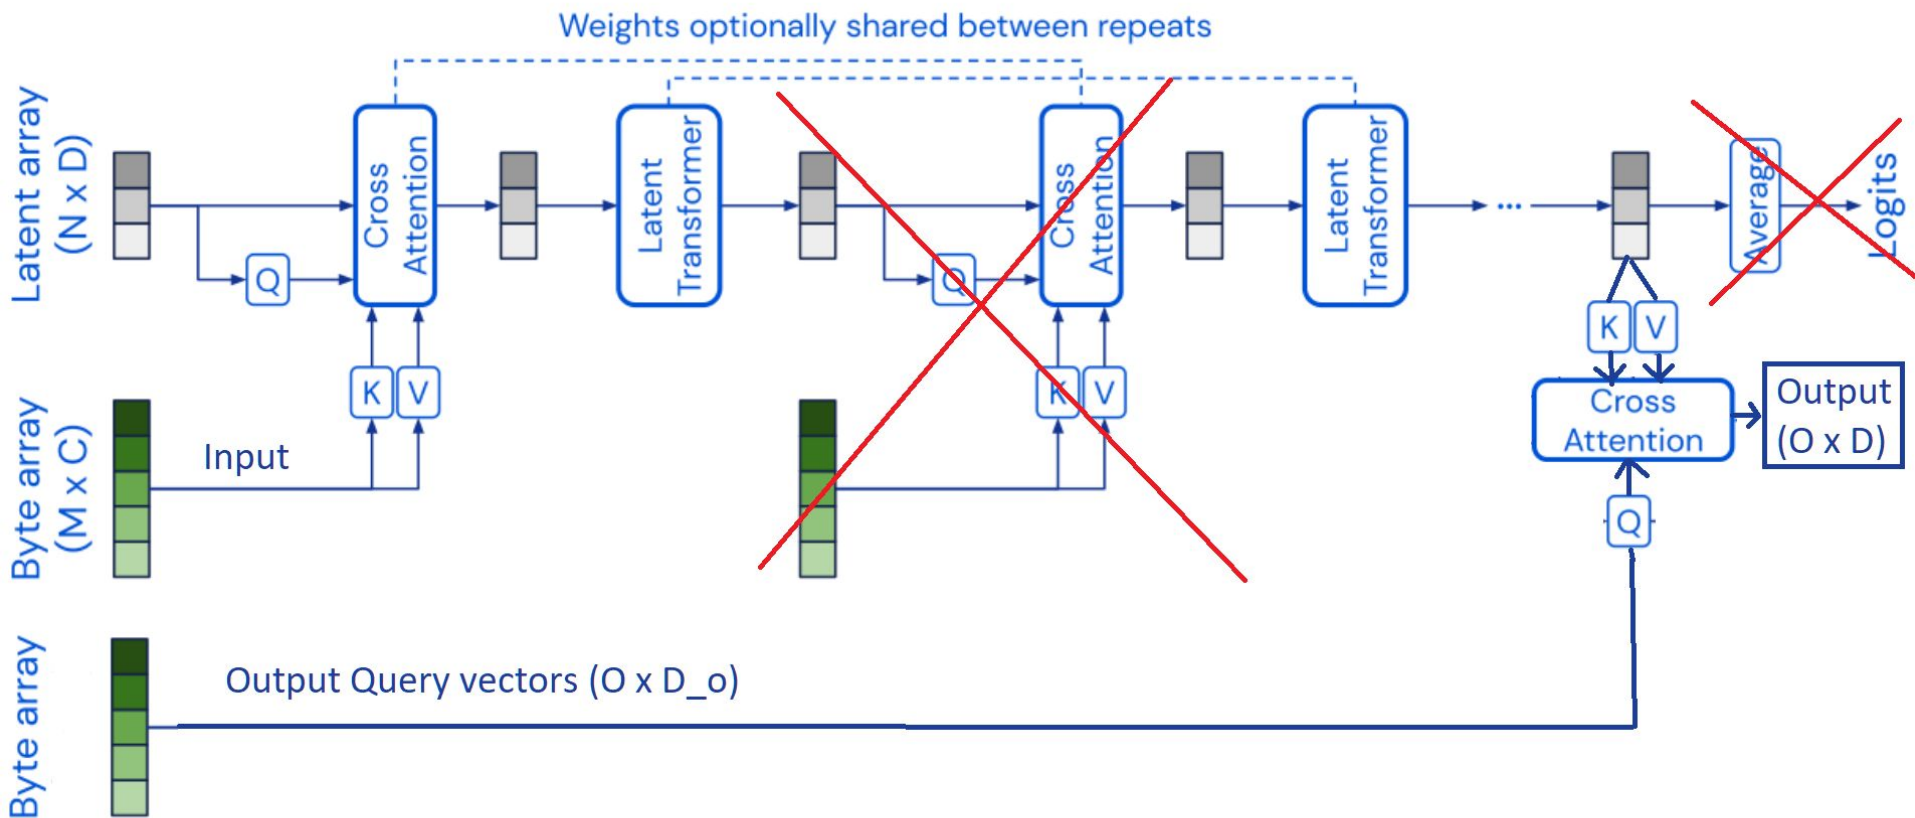 Weights optionally shared between repeats
Latent array
(N x D)
Cross
Attention
Latent
Transformer
Cross
Attention
Latent
Transformer
...
Average
Logits
Q
Q
K
V
K
V
K
V
Byte array
(M x C)
Input
Cross
Attention
Output
(O x D)
Q
Byte array
Output Query vectors (O x D_o)